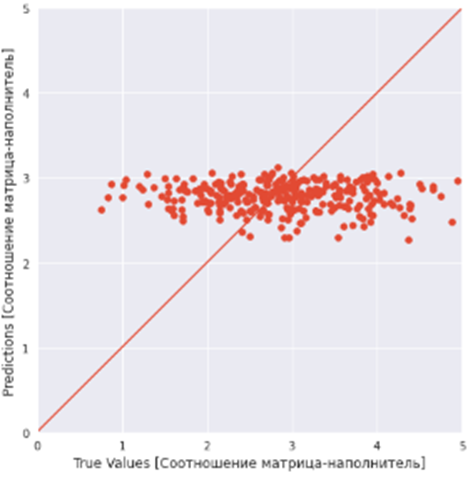 5
4
3
2
1
0
Predictions [Соотношение матрица-наполнитель]
0 1 2 3 4 5
True Values [Соотношение матрица-наполнитель]